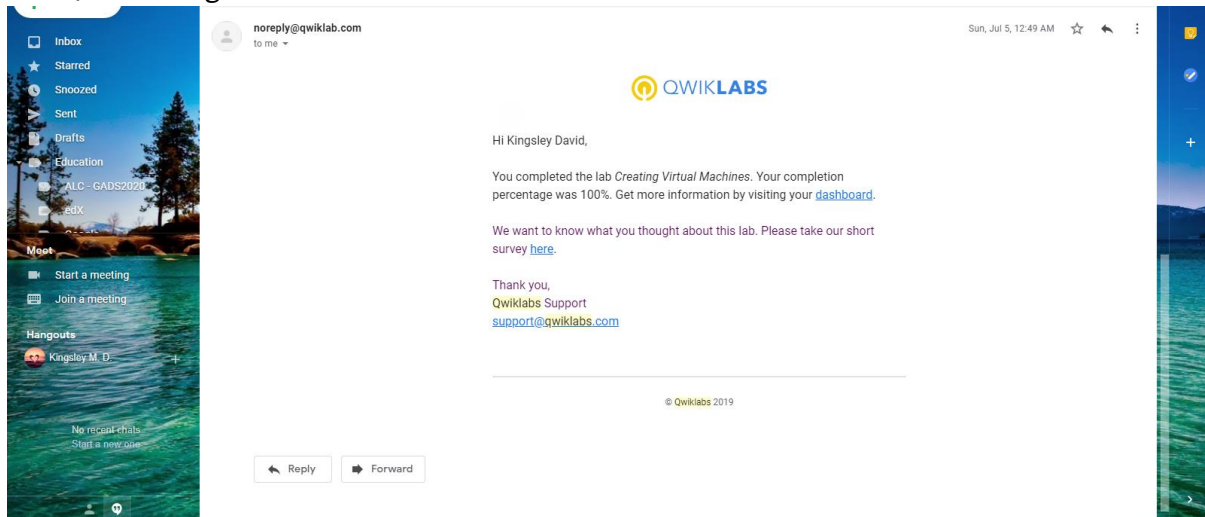 Inbox
Starred
Snoozed
Sent
Drafts
Education
ALC - GADS2020
edX
Meet
Start a meeting
Join a meeting
Hangouts
Kingsley M. D
No recent chats
Start a new one
noreply@qwiklab.com
to me
Sun, Jul 5, 12:49 AM
QWIKLABS
Hi Kingsley David,
You completed the lab Creating Virtual Machines. Your completion
percentage was 100%. Get more information by visiting your dashboard.
We want to know what you thought about this lab. Please take our short
survey here.
Thank you,
Qwiklabs Support
support@qwiklabs.com
© Qwiklabs 2019
Reply
Forward